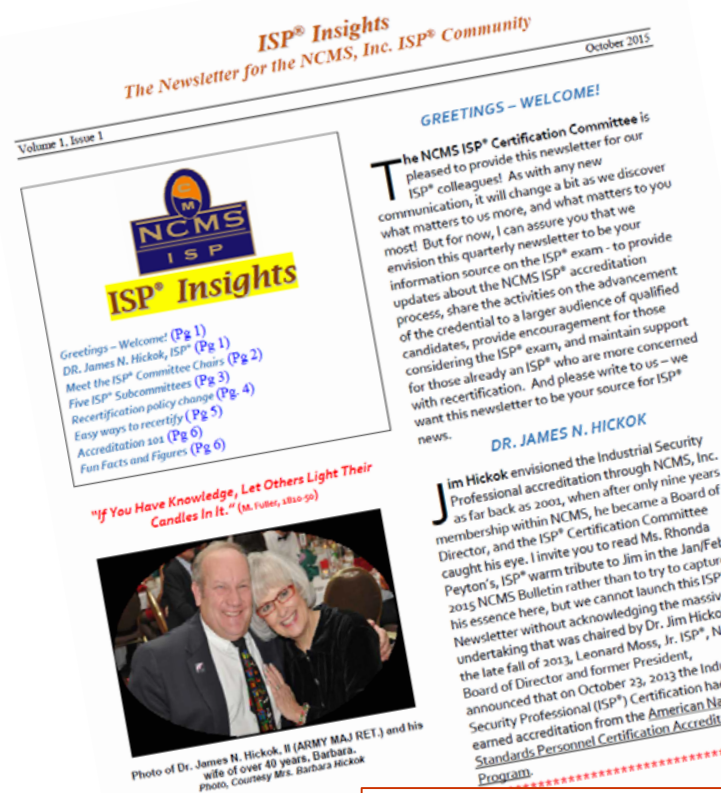 ISP® Insights
The Newsletter for the NCMS, Inc. ISP® Community
Volume 1, Issue 1
October 2015
CM
NCMS
ISP
ISP® Insights
Greetings – Welcome! (Pg 1)
DR. James N. Hickok, ISP® (Pg 1)
Meet the ISP® Committee Chairs (Pg 2)
Five ISP® Subcommittees (Pg 3)
Recertification policy change (Pg. 4)
Easy ways to recertify (Pg 5)
Accreditation 101 (Pg 6)
Fun Facts and Figures (Pg 6)
"If You Have Knowledge, Let Others Light Their
Candles In It." (M. Fuller, 1810-50)
Photo of Dr. James N. Hickok, II (ARMY MAJ RET.) and his
wife of over 40 years, Barbara.
Photo, Courtesy Mrs. Barbara Hickok
GREETINGS – WELCOME!
The NCMS ISP® Certification Committee is
pleased to provide this newsletter for our
ISP® colleagues! As with any new
communication, it will change a bit as we discover
what matters to us more, and what matters to you
most! But for now, I can assure you that we
envision this quarterly newsletter to be your
information source on the ISP® exam - to provide
updates about the NCMS ISP® accreditation
process, share the activities on the advancement
of the credential to a larger audience of qualified
candidates, provide encouragement for those
considering the ISP® exam, and maintain support
for those already an ISP® who are more concerned
with recertification. And please write to us – we
want this newsletter to be your source for ISP®
news.
DR. JAMES N. HICKOK
Jim Hickok envisioned the Industrial Security
Professional accreditation through NCMS, Inc.
as far back as 2001, when after only nine years
membership within NCMS, he became a Board of
Director, and the ISP® Certification Committee
caught his eye. I invite you to read Ms. Rhonda
Peyton's, ISP® warm tribute to Jim in the Jan/Feb
2015 NCMS Bulletin rather than to try to captur
his essence here, but we cannot launch this ISP
Newsletter without acknowledging the massiv
undertaking that was chaired by Dr. Jim Hicko
the late fall of 2013, Leonard Moss, Jr. ISP®, N
Board of Director and former President,
announced that on October 23, 2013 the Indu
Security Professional (ISP®) Certification ha
earned accreditation from the American Na
Standards Personnel Certification Accredit
Program.